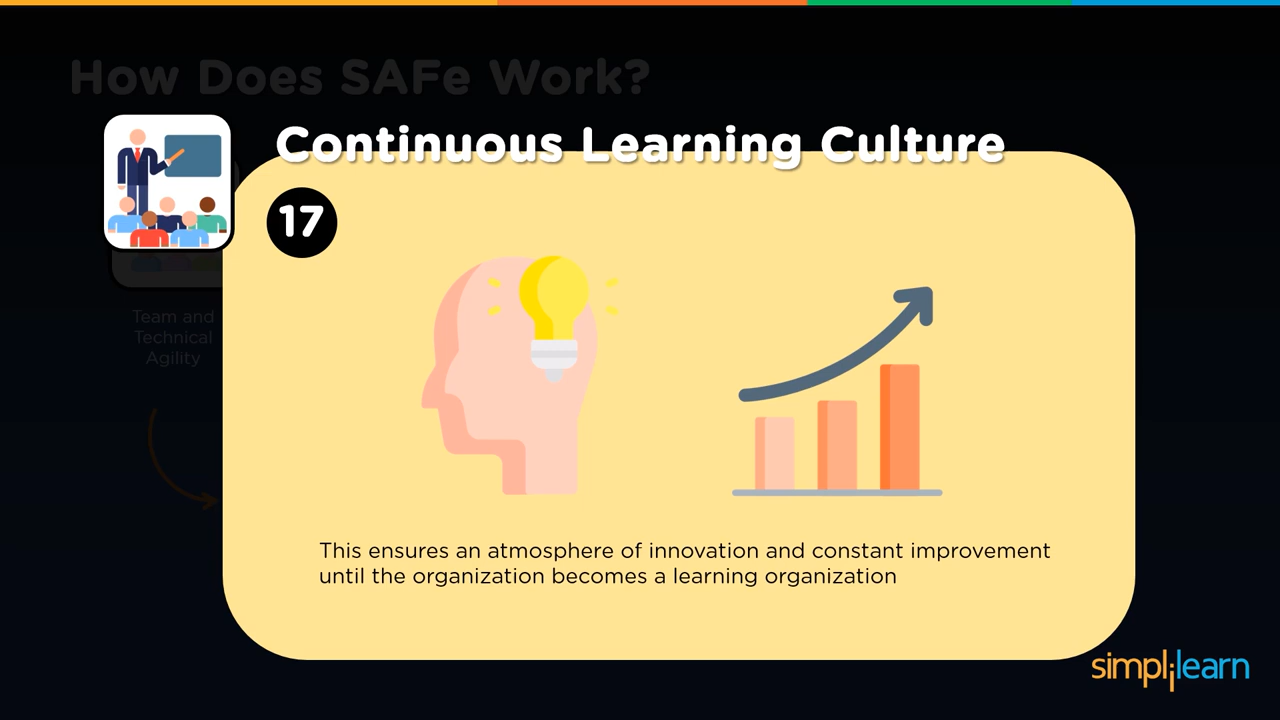 How Does SAFe Work?
Continuous Learning Culture
17
Team and
Technical
Agility
This ensures an atmosphere of innovation and constant improvement
until the organization becomes a learning organization
simplilearn